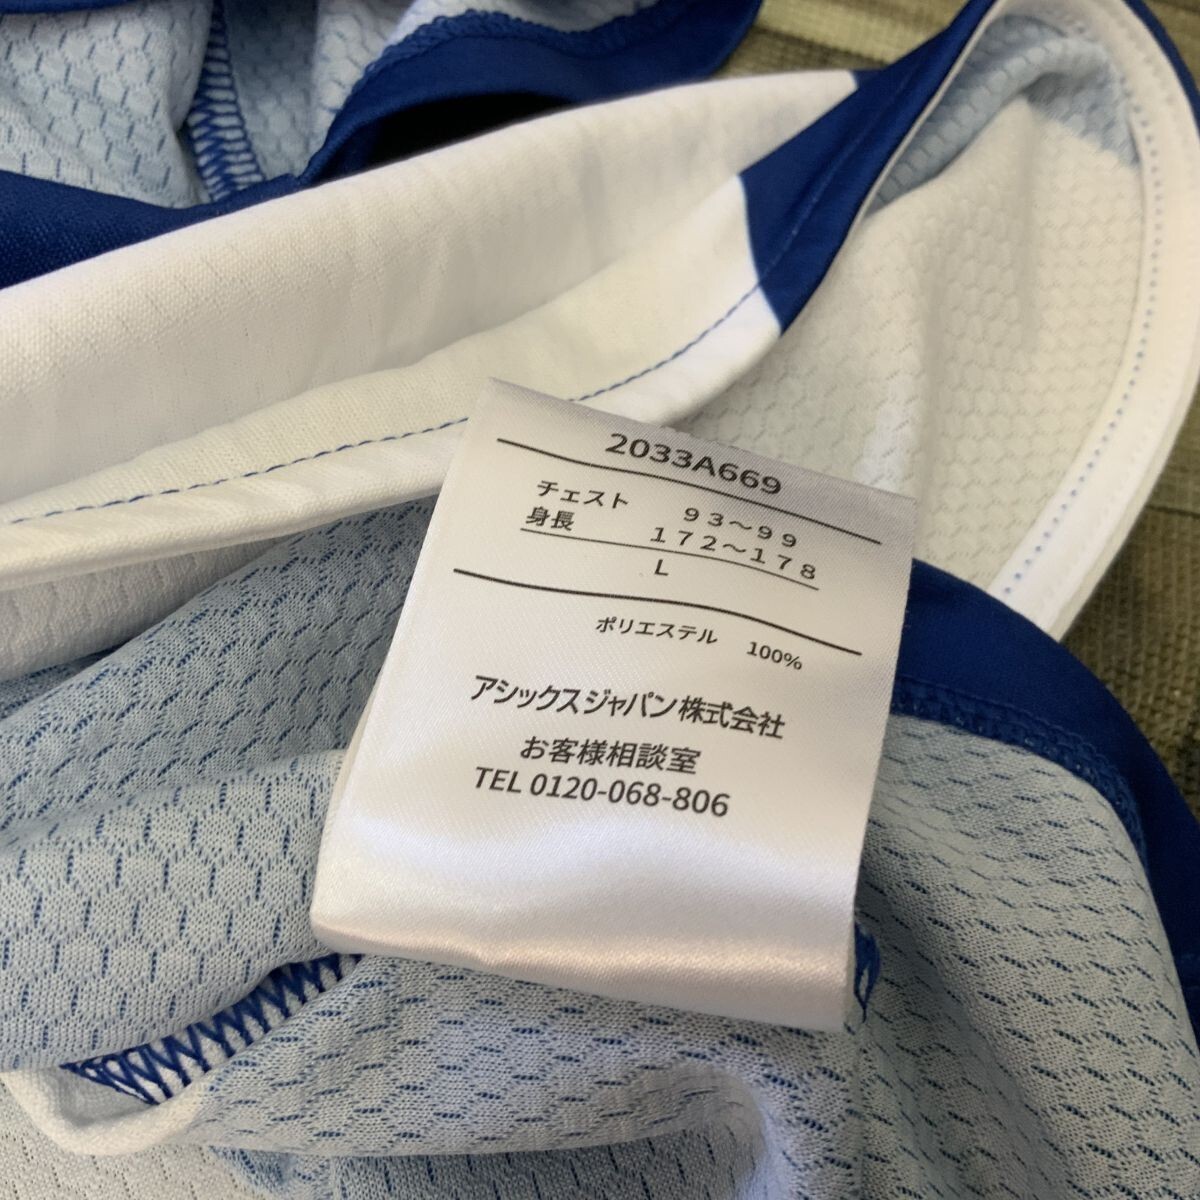 2033A669
チェスト ９３～９９
身長 １７２～１７８
L
ポリエステル 100%
アシックスジャパン株式会社
お客様相談室
TEL 0120-068-806